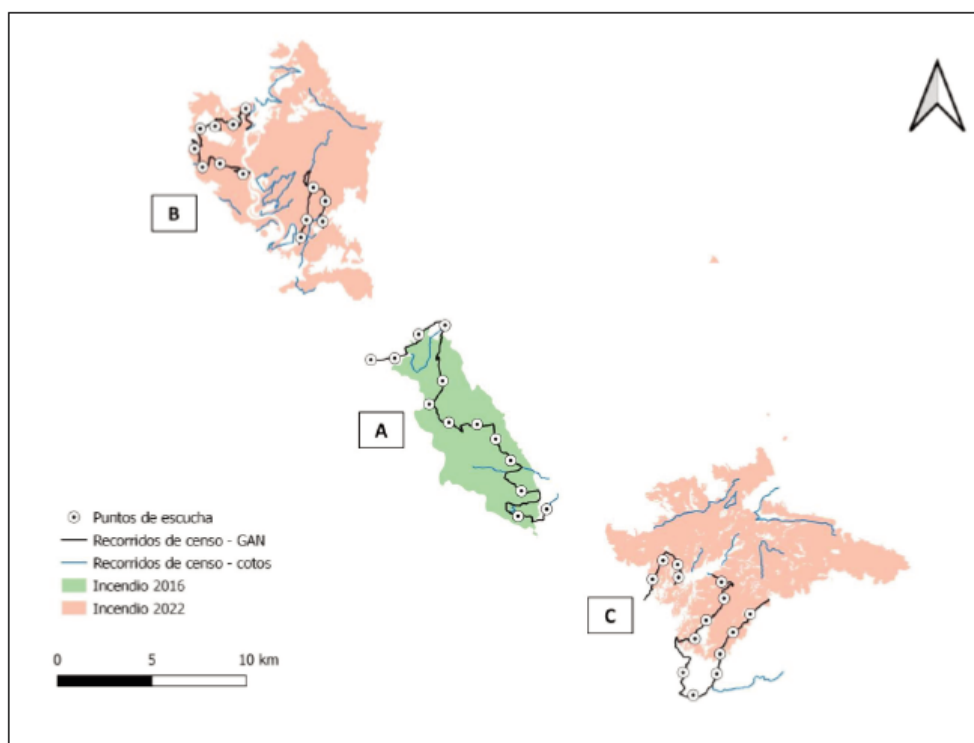 B
A
C
Puntos de escucha
Recorridos de censo - GAN
Recorridos de censo - cotos
Incendio 2016
Incendio 2022
0 5 10 km